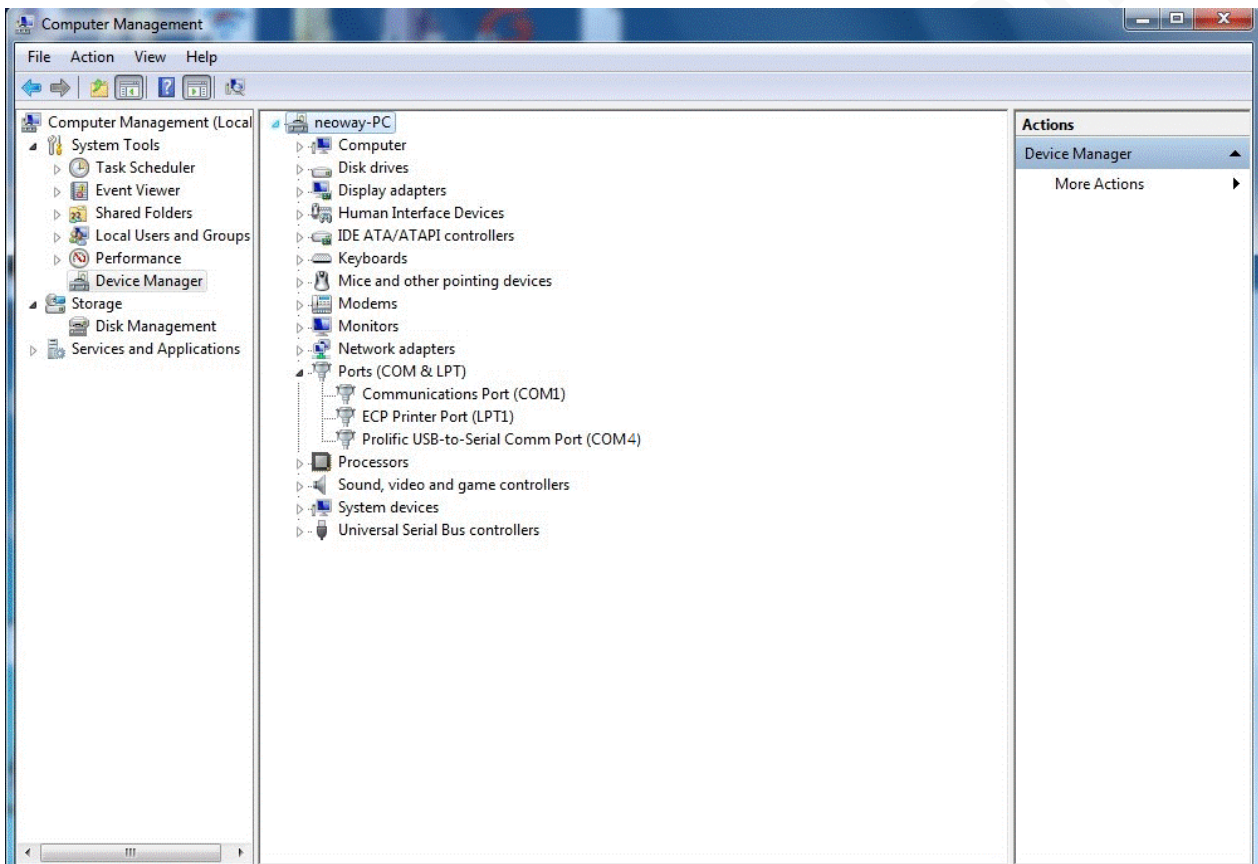 Computer Management
File Action View Help
Computer Management (Local
System Tools
Task Scheduler
Event Viewer
Shared Folders
Local Users and Groups
Performance
Device Manager
Storage
Disk Management
Services and Applications
neoway-PC
Computer
Disk drives
Display adapters
Human Interface Devices
IDE ATA/ATAPI controllers
Keyboards
Mice and other pointing devices
Modems
Monitors
Network adapters
Ports (COM & LPT)
Communications Port (COM1)
ECP Printer Port (LPT1)
Prolific USB-to-Serial Comm Port (COM4)
Processors
Sound, video and game controllers
System devices
Universal Serial Bus controllers
Actions
Device Manager
More Actions